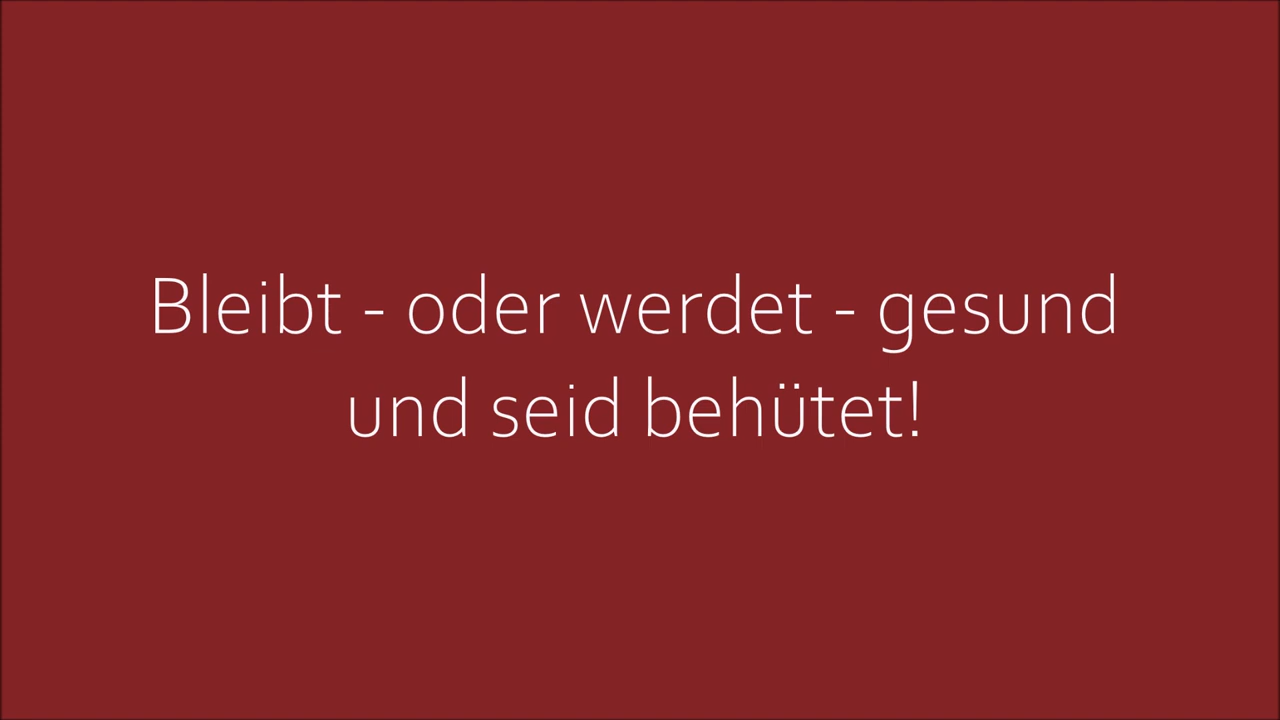 Bleibt - oder werdet - gesund
und seid behütet!